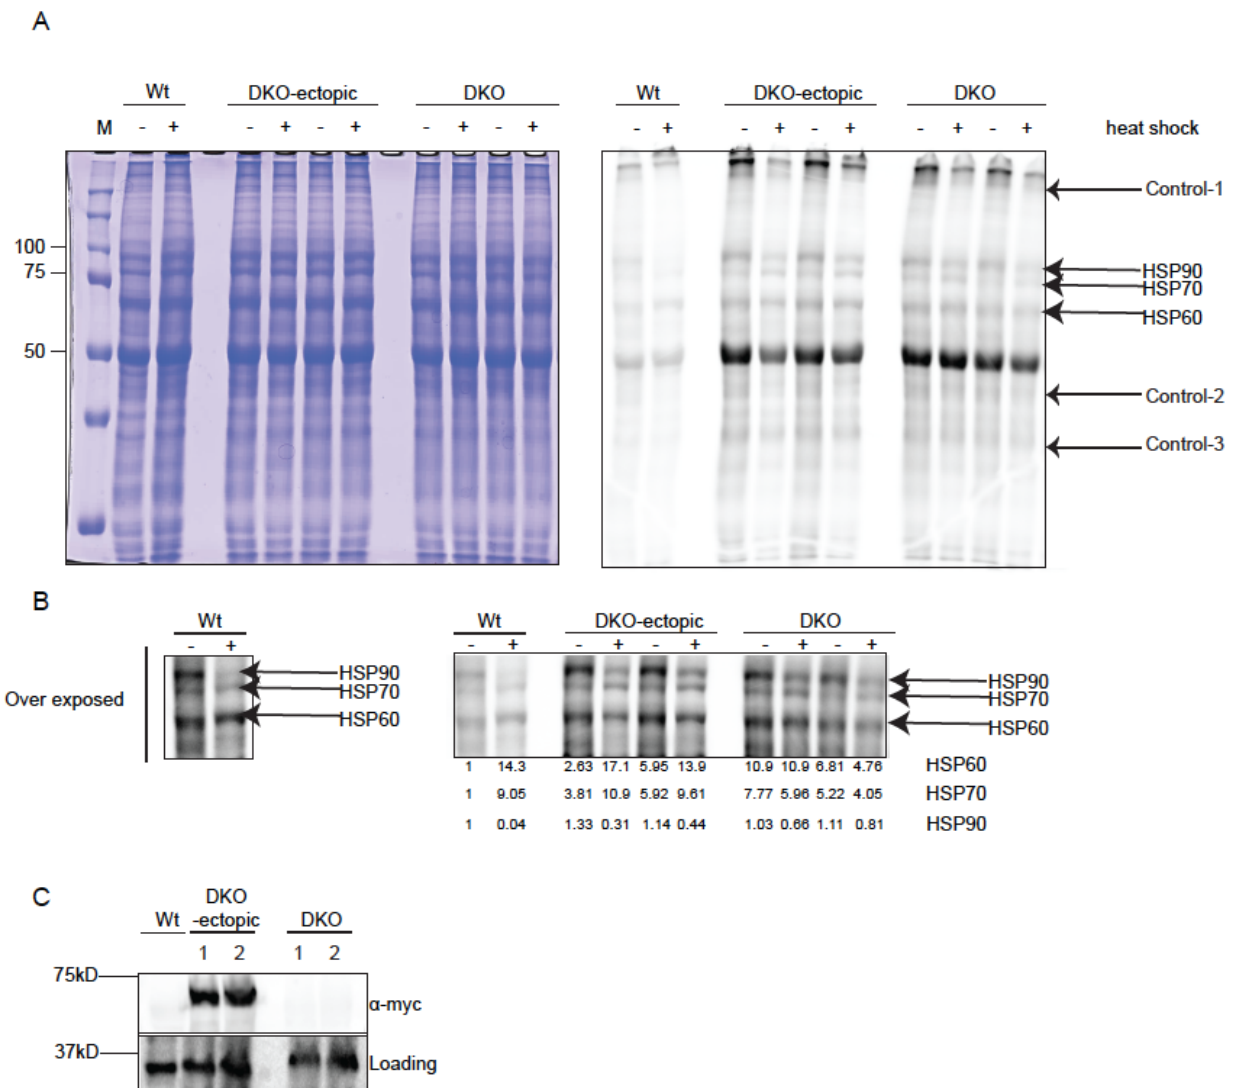 A
Wt DKO-ectopic DKO Wt DKO-ectopic DKO
M - + - + - + - + - + - + - + - + - + - + heat shock
Control-1
100
75
HSP90
HSP70
HSP60
50
Control-2
Control-3
B
Wt Wt DKO-ectopic DKO
- + - + - + - + - + - +
Over exposed
HSP90
HSP70
HSP60
HSP90
HSP70
HSP60
1 14.3 2.63 17.1 5.95 13.9 10.9 10.9 6.81 4.76 HSP60
1 9.05 3.81 10.9 5.92 9.61 7.77 5.96 5.22 4.05 HSP70
1 0.04 1.33 0.31 1.14 0.44 1.03 0.66 1.11 0.81 HSP90
C
DKO
Wt -ectopic DKO
1 2 1 2
75kD
α-myc
37kD
Loading